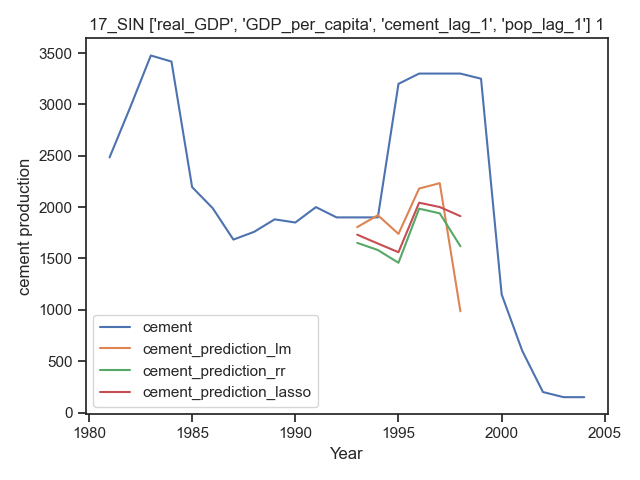 17_SIN ['real_GDP', 'GDP_per_capita', 'cement_lag_1', 'pop_lag_1'] 1
3500
3000
2500
2000
1500
1000
500
0
cement production
cement
cement_prediction_lm
cement_prediction_rr
cement_prediction_lasso
1980
1985
1990
1995
2000
2005
Year